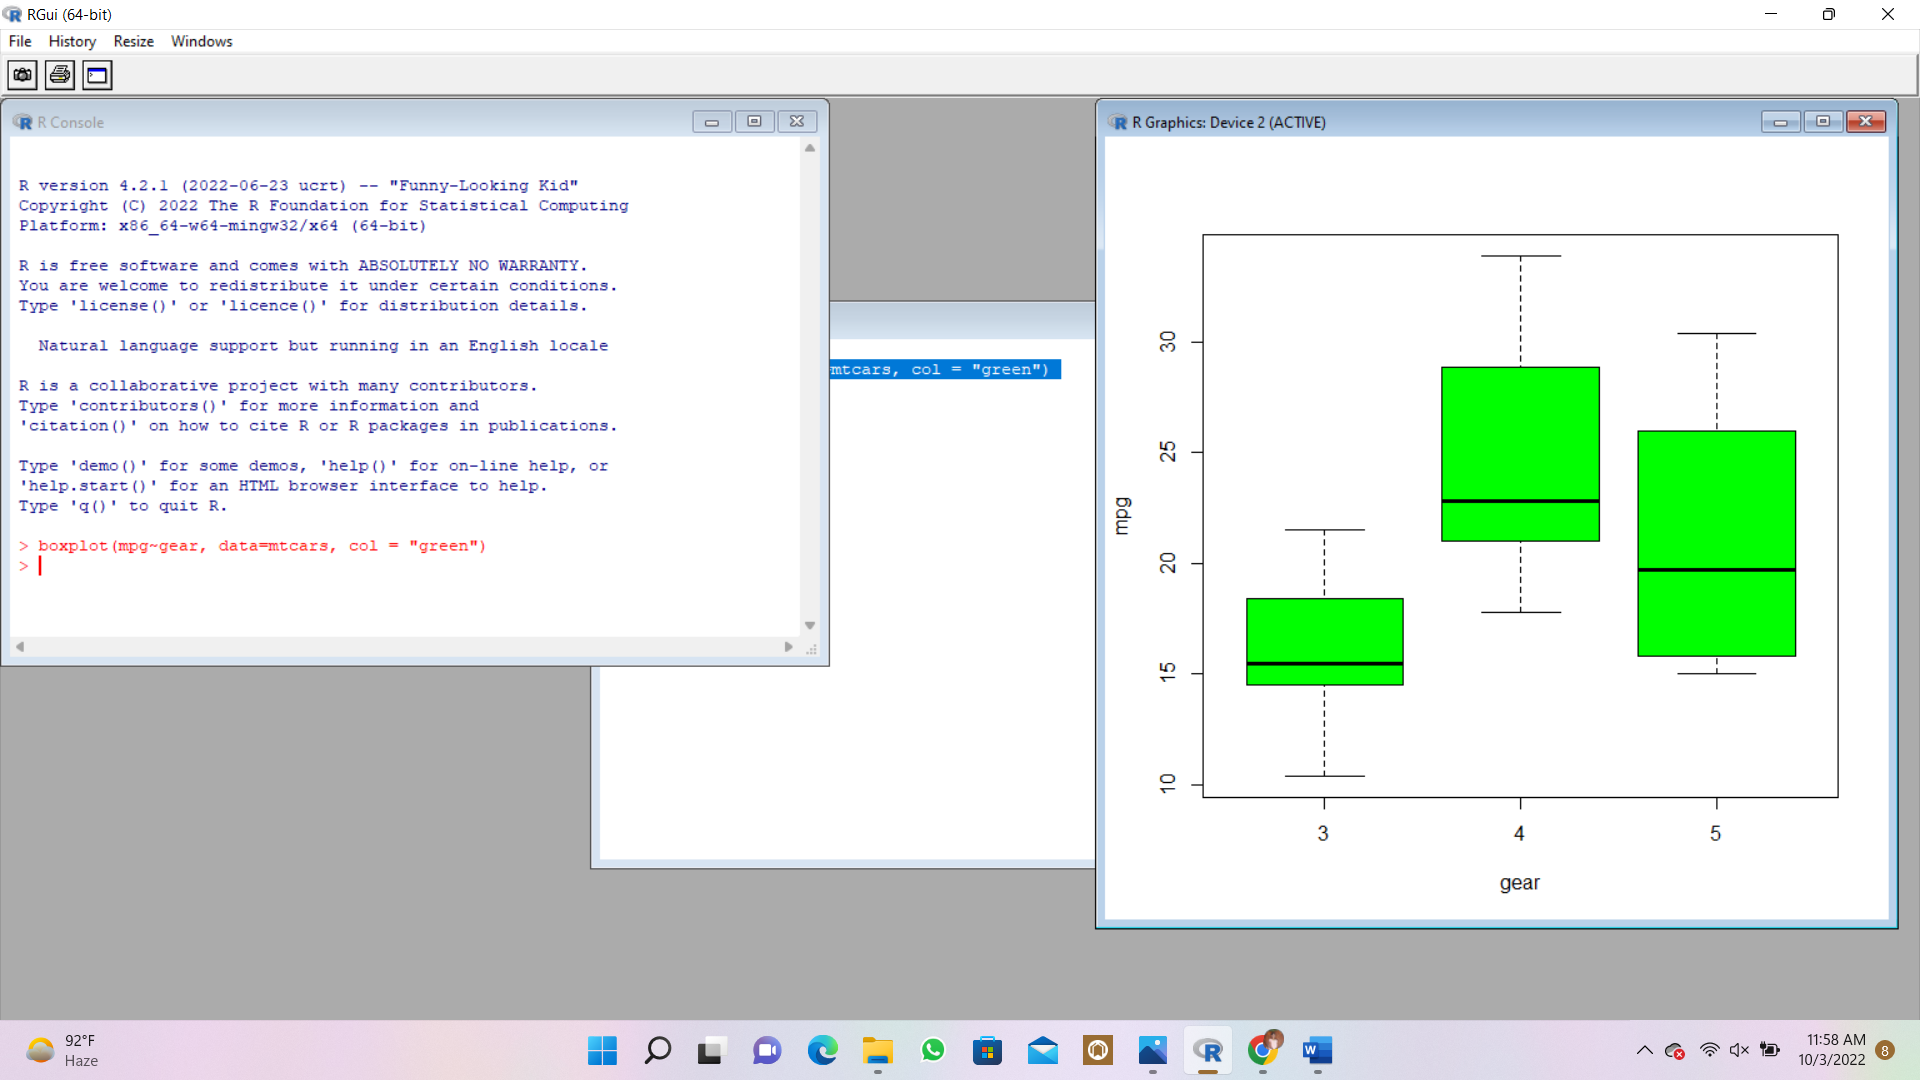 RGui (64-bit)
File History Resize Windows
R Console
R version 4.2.1 (2022-06-23 ucrt) -- "Funny-Looking Kid"
Copyright (C) 2022 The R Foundation for Statistical Computing
Platform: x86_64-w64-mingw32/x64 (64-bit)
R is free software and comes with ABSOLUTELY NO WARRANTY.
You are welcome to redistribute it under certain conditions.
Type 'license()' or 'licence()' for distribution details.
Natural language support but running in an English locale
R is a collaborative project with many contributors.
Type 'contributors()' for more information and
'citation()' on how to cite R or R packages in publications.
Type 'demo()' for some demos, 'help()' for on-line help, or
'help.start()' for an HTML browser interface to help.
Type 'q()' to quit R.
> boxplot(mpg~gear, data=mtcars, col = "green")
>
mtcars, col = "green")
R Graphics: Device 2 (ACTIVE)
30
25
20
15
10
mpg
3 4 5
gear
92°F
Haze
11:58 AM
10/3/2022
8